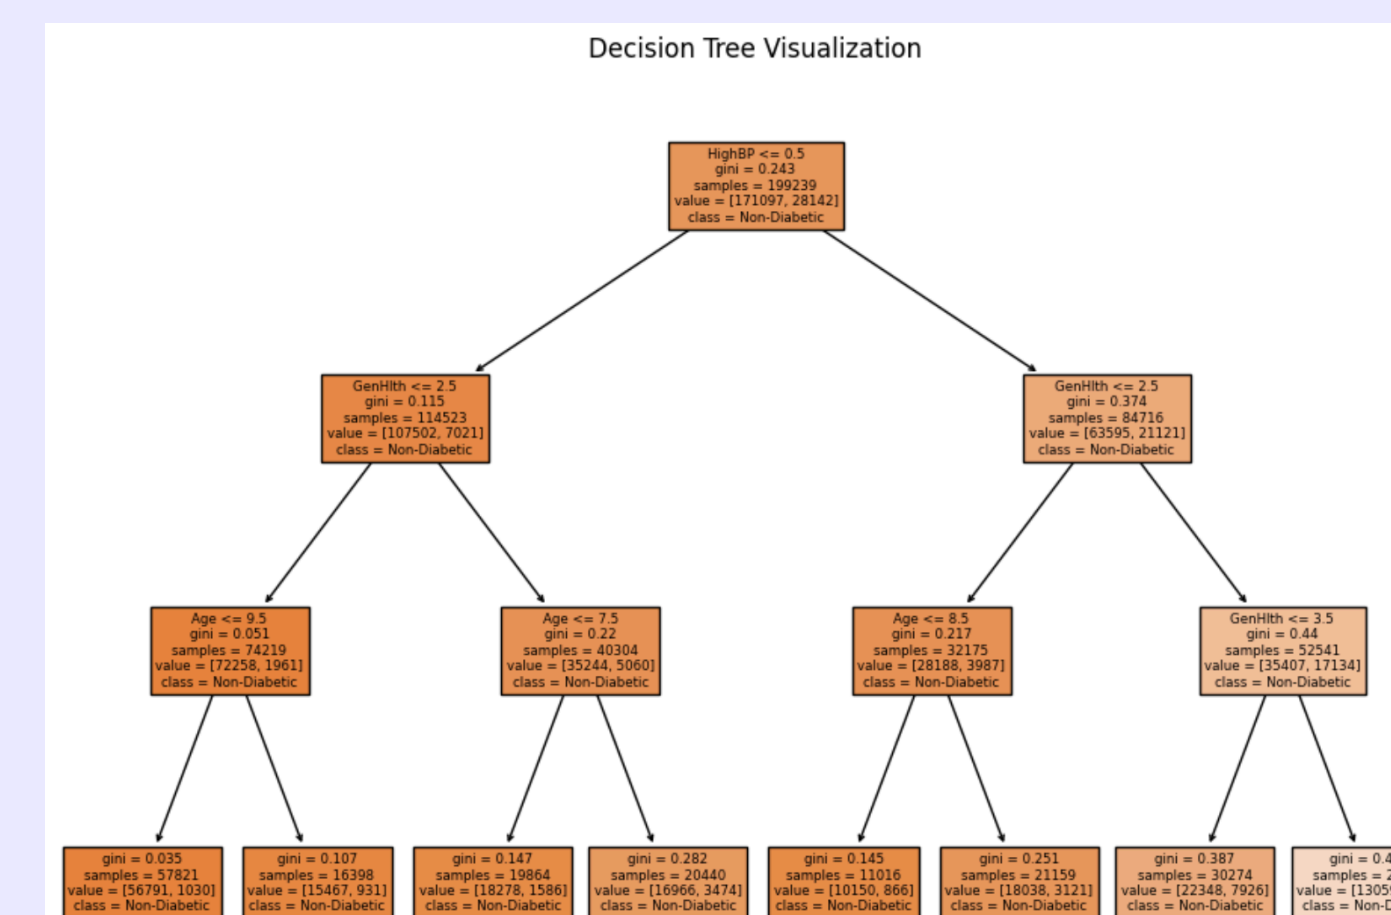 Decision Tree Visualization
HighBP <= 0.5
gini = 0.243
samples = 199239
value = [171097, 28142]
class = Non-Diabetic
GenHlth <= 2.5
gini = 0.115
samples = 114523
value = [107502, 7021]
class = Non-Diabetic
GenHlth <= 2.5
gini = 0.374
samples = 84716
value = [63595, 21121]
class = Non-Diabetic
Age <= 9.5
gini = 0.051
samples = 74219
value = [72258, 1961]
class = Non-Diabetic
Age <= 7.5
gini = 0.22
samples = 40304
value = [35244, 5060]
class = Non-Diabetic
Age <= 8.5
gini = 0.217
samples = 32175
value = [28188, 3987]
class = Non-Diabetic
GenHlth <= 3.5
gini = 0.44
samples = 52541
value = [35407, 17134]
class = Non-Diabetic
gini = 0.035
samples = 57821
value = [56791, 1030]
class = Non-Diabetic
gini = 0.107
samples = 16398
value = [15467, 931]
class = Non-Diabetic
gini = 0.147
samples = 19864
value = [18278, 1586]
class = Non-Diabetic
gini = 0.282
samples = 20440
value = [16966, 3474]
class = Non-Diabetic
gini = 0.145
samples = 11016
value = [10150, 866]
class = Non-Diabetic
gini = 0.251
samples = 21159
value = [18038, 3121]
class = Non-Diabetic
gini = 0.387
samples = 30274
value = [22348, 7926]
class = Non-Diabetic
gini = 0.4
samples = 2
value = [1305
class = Non-D